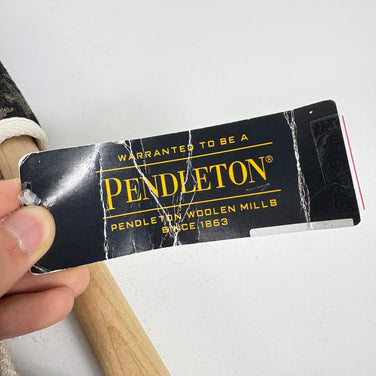 WARRANTED TO BE A
PENDLETON®
PENDLETON WOOLEN MILLS
SINCE 1863